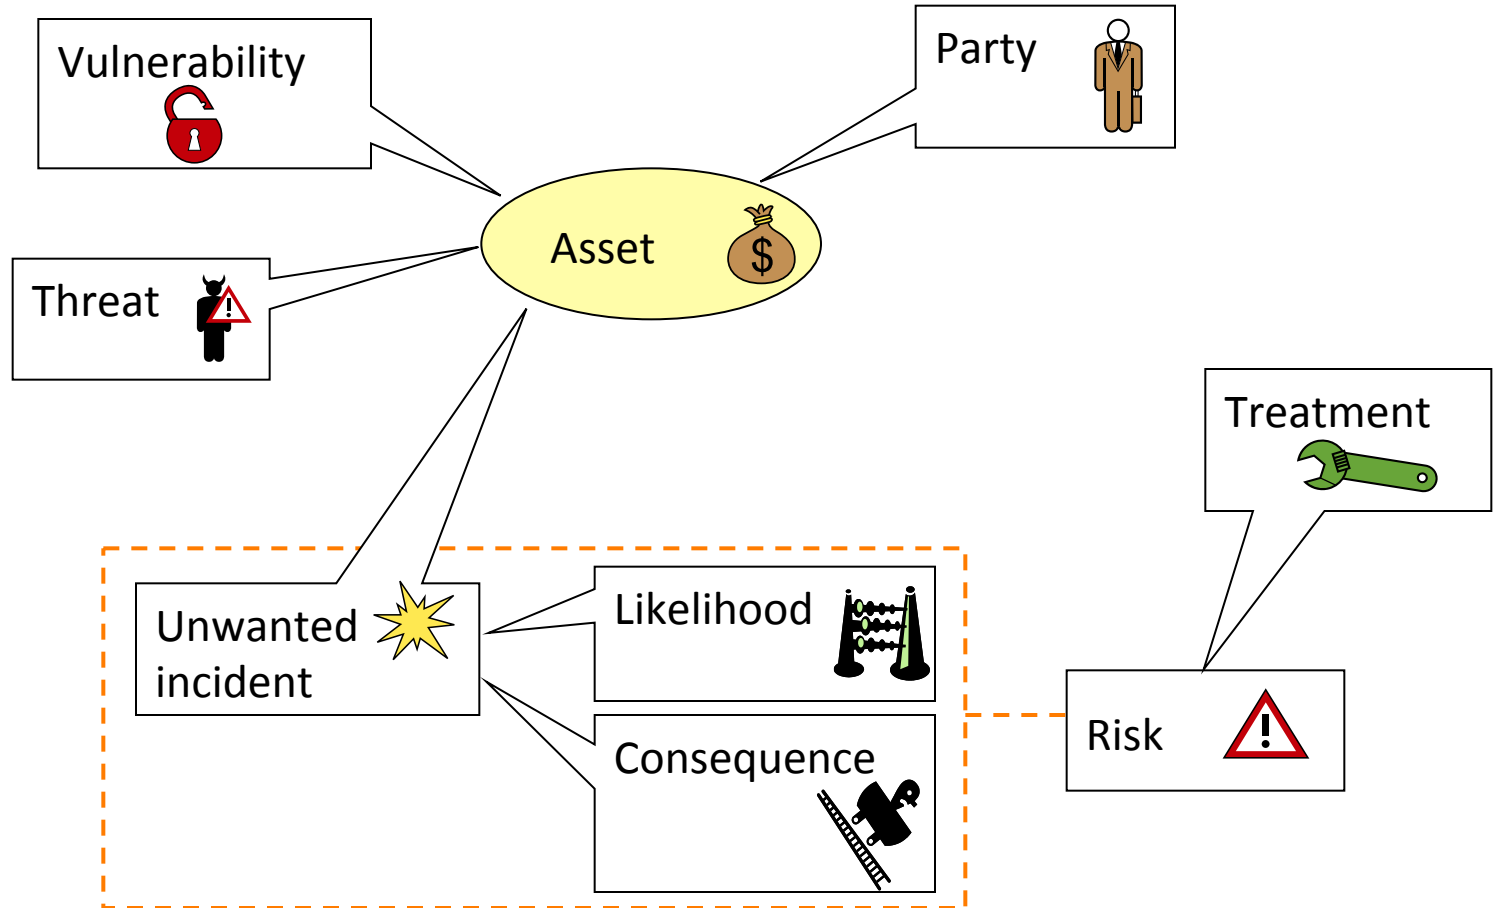 Vulnerability
Party
Asset
$
Threat
!
Treatment
Unwanted
incident
Likelihood
Consequence
Risk
!